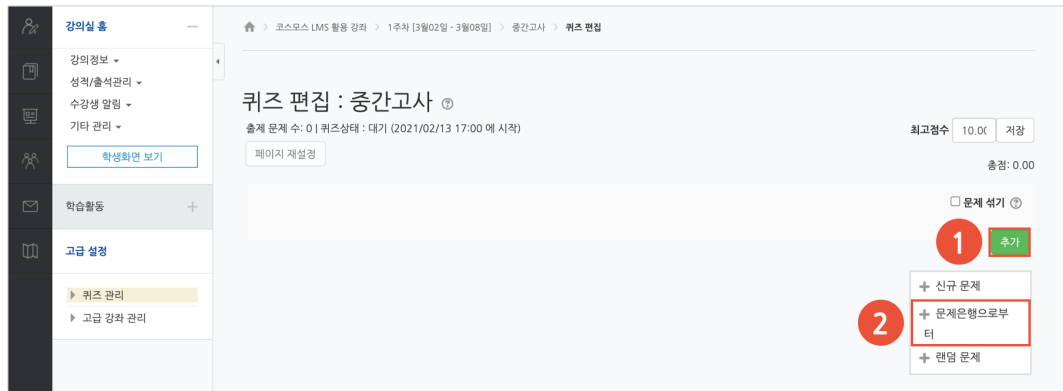 강의실 홈
강의정보
성적/출석관리
수강생 알림
기타 관리
학생화면 보기
학습활동
고급 설정
퀴즈 관리
고급 강좌 관리
코스모스 LMS 활용 강좌 > 1주차 [3월02일 - 3월08일] > 중간고사 > 퀴즈 편집
퀴즈 편집 : 중간고사
출제 문제 수: 0 | 퀴즈상태 : 대기 (2021/02/13 17:00 에 시작)
최고점수 10.00 저장
페이지 재설정
총점: 0.00
문제 섞기
1 추가
신규 문제
2 문제은행으로부
터
랜덤 문제